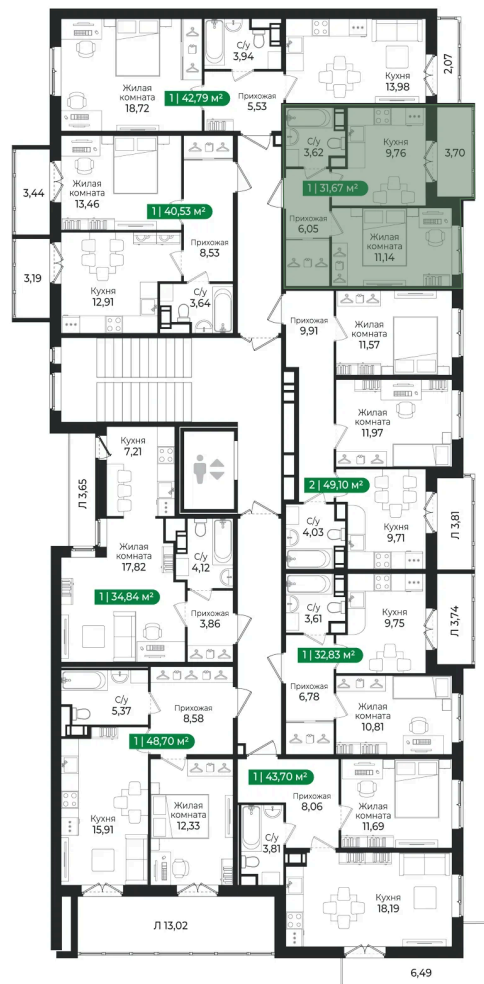 С/у
3,94
Кухня
13,98
2,07
Жилая
комната
18,72
1 | 42,79 м²
Прихожая
5,53
С/у
3,62
Кухня
9,76
3,70
3,44
Жилая
комната
13,46
1 | 31,67 м²
1 | 40,53 м²
6,05
Жилая
комната
11,14
Прихожая
8,53
3,19
12,91
С/у
3,64
Прихожая
9,91
Жилая
комната
11,57
Жилая
комната
11,97
Кухня
7,21
Л 3,65
2 | 49,10 м²
С/у
4,03
9,71
Л 3,81
Жилая
комната
17,82
С/у
4,12
1 | 34,84 м²
3,86
С/у
3,61
Кухня
9,75
Л 3,74
1 | 32,83 м²
Прихожая
6,78
Жилая
комната
10,81
С/у
5,37
Прихожая
8,58
1 | 48,70 м²
1 | 43,70 м²
Прихожая
8,06
Жилая
комната
11,69
Кухня
15,91
Жилая
комната
12,33
С/у
3,81
Кухня
18,19
Л 13,02
6,49